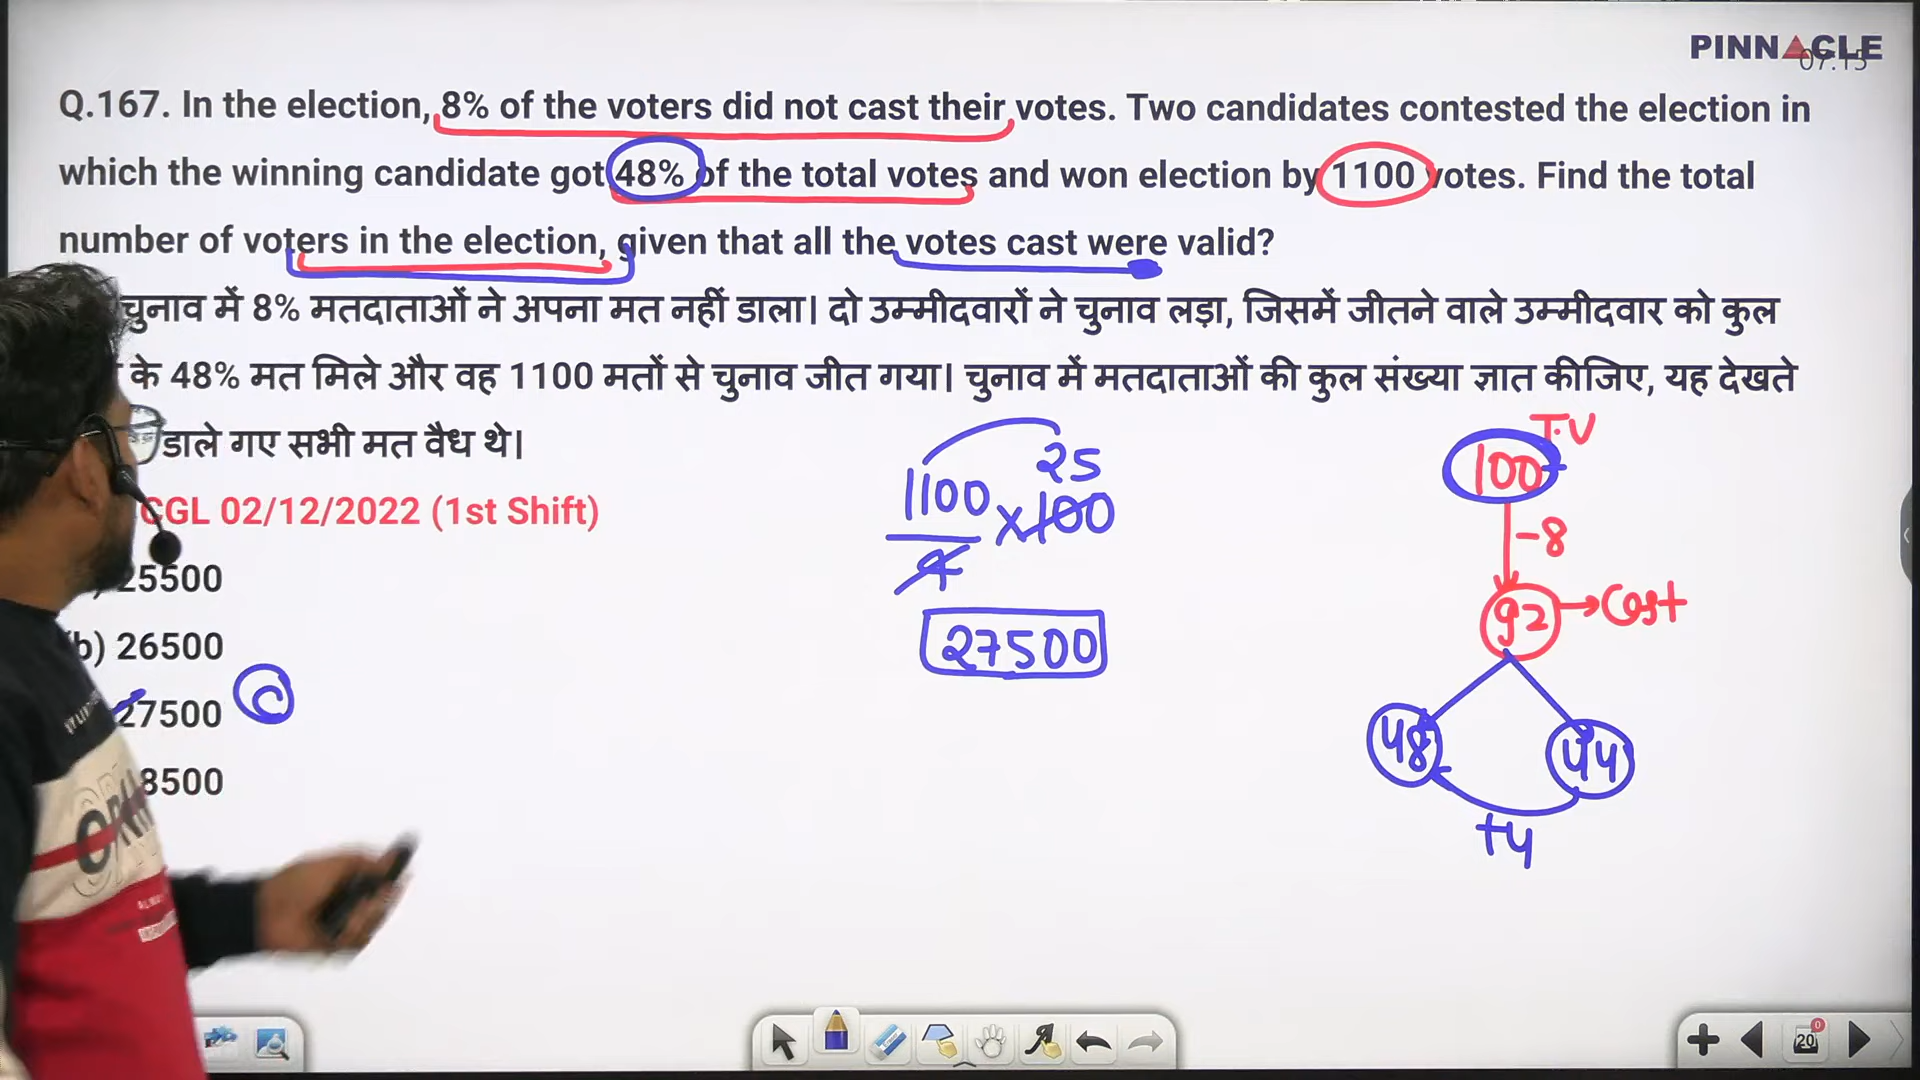 PINNACLE
07:15
Q.167. In the election, 8% of the voters did not cast their votes. Two candidates contested the election in
which the winning candidate got 48% of the total votes and won election by 1100 votes. Find the total
number of voters in the election, given that all the votes cast were valid?
चुनाव में 8% मतदाताओं ने अपना मत नहीं डाला। दो उम्मीदवारों ने चुनाव लड़ा, जिसमें जीतने वाले उम्मीदवार को कुल
के 48% मत मिले और वह 1100 मतों से चुनाव जीत गया। चुनाव में मतदाताओं की कुल संख्या ज्ञात कीजिए, यह देखते
डाले गए सभी मत वैध थे।
CGL 02/12/2022 (1st Shift)
25500
b) 26500
27500 C
8500
25
1100 × 100
4
27500
T.V
100
-8
92 → Cast
48 44
+4
20
0